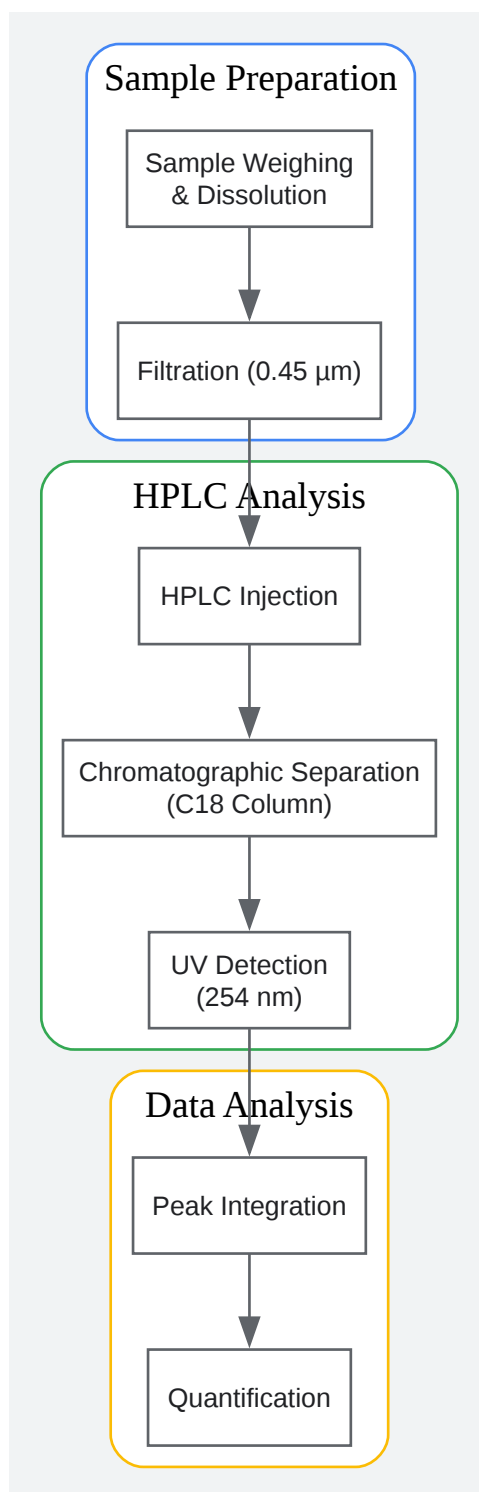 Sample Preparation
Sample Weighing
& Dissolution
Filtration (0.45 µm)
HPLC Analysis
HPLC Injection
Chromatographic Separation
(C18 Column)
UV Detection
(254 nm)
Data Analysis
Peak Integration
Quantification